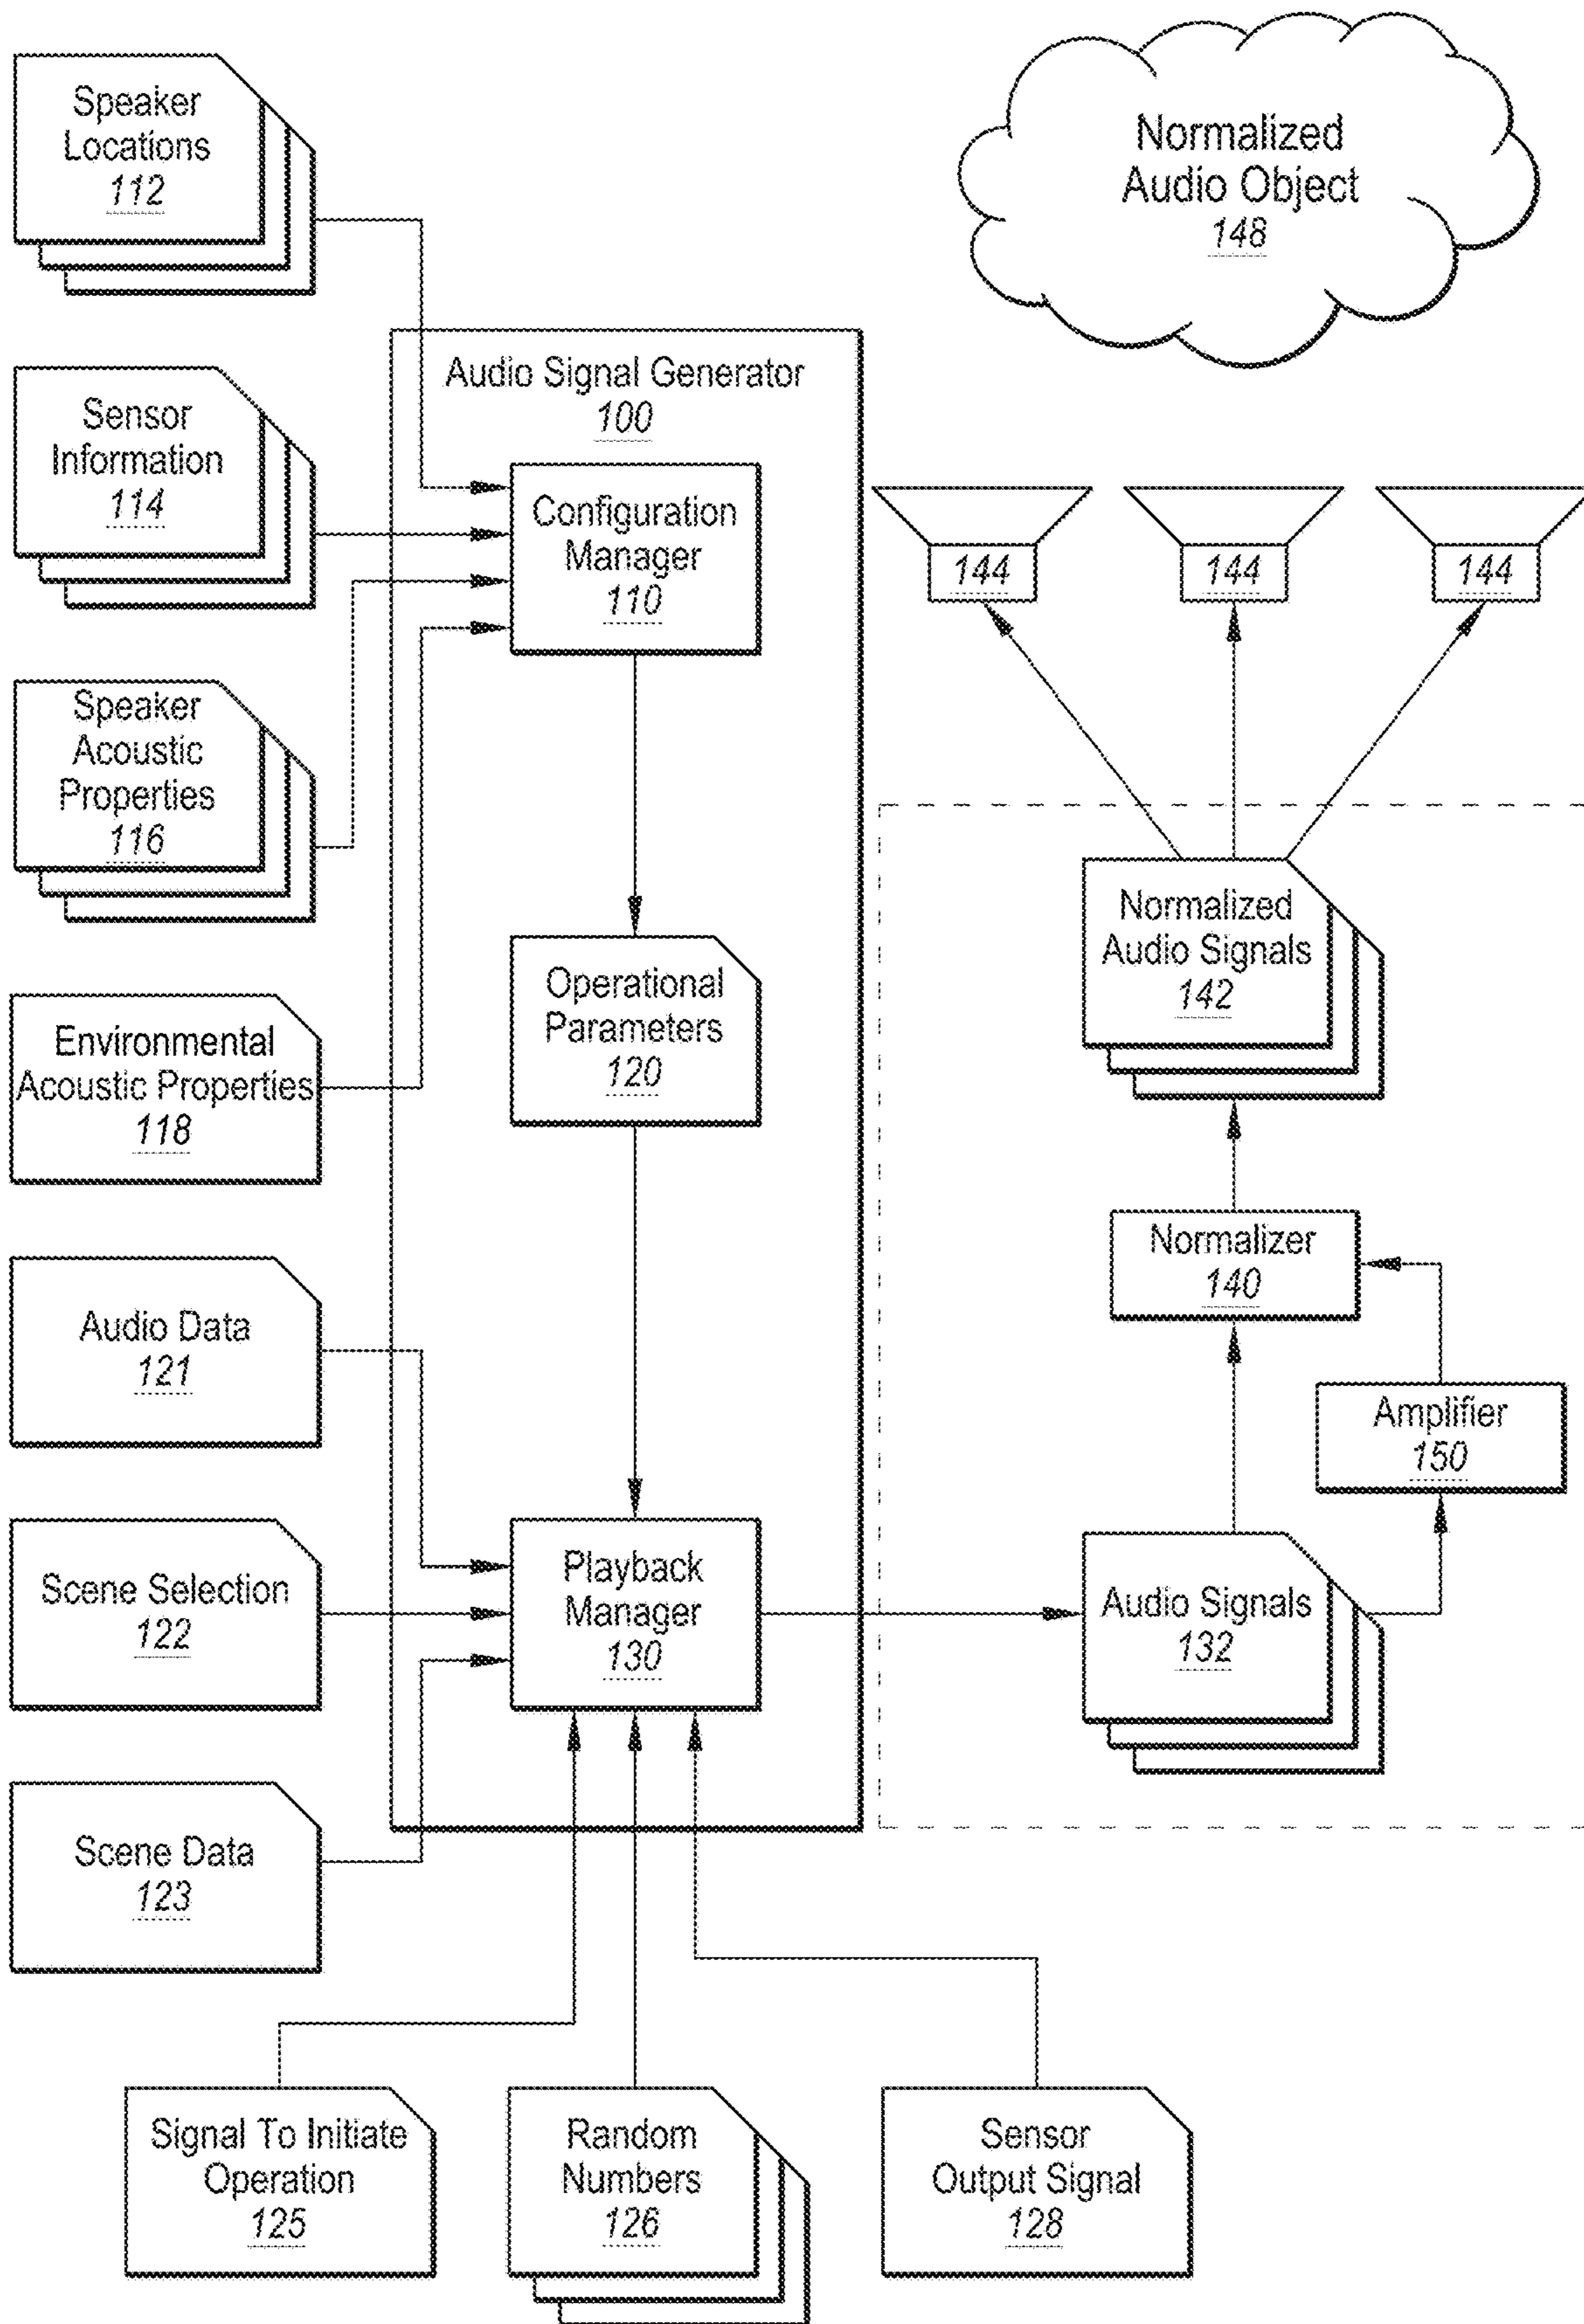 Speaker
Locations
112
Normalized
Audio Object
148
Sensor
Information
114
Audio Signal Generator
100
Configuration
Manager
110
144
144
144
Speaker
Acoustic
Properties
116
Normalized
Audio Signals
142
Operational
Parameters
120
Environmental
Acoustic Properties
118
Normalizer
140
Audio Data
121
Amplifier
150
Scene Selection
122
Playback
Manager
130
Audio Signals
132
Scene Data
123
Signal To Initiate
Operation
125
Random
Numbers
126
Sensor
Output Signal
128